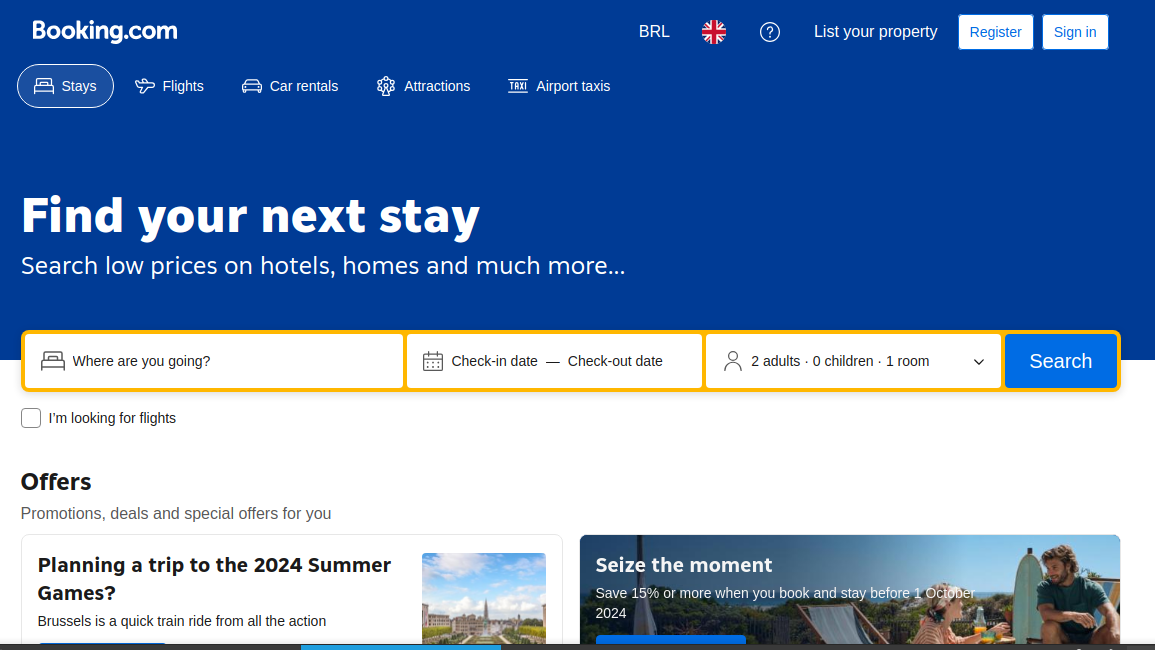 Booking.com
BRL
List your property
Register
Sign in
Stays
Flights
Car rentals
Attractions
TAXI
Airport taxis
Find your next stay
Search low prices on hotels, homes and much more...
Where are you going?
Check-in date — Check-out date
2 adults · 0 children · 1 room
Search
I’m looking for flights
Offers
Promotions, deals and special offers for you
Planning a trip to the 2024 Summer
Games?
Brussels is a quick train ride from all the action
Seize the moment
Save 15% or more when you book and stay before 1 October
2024